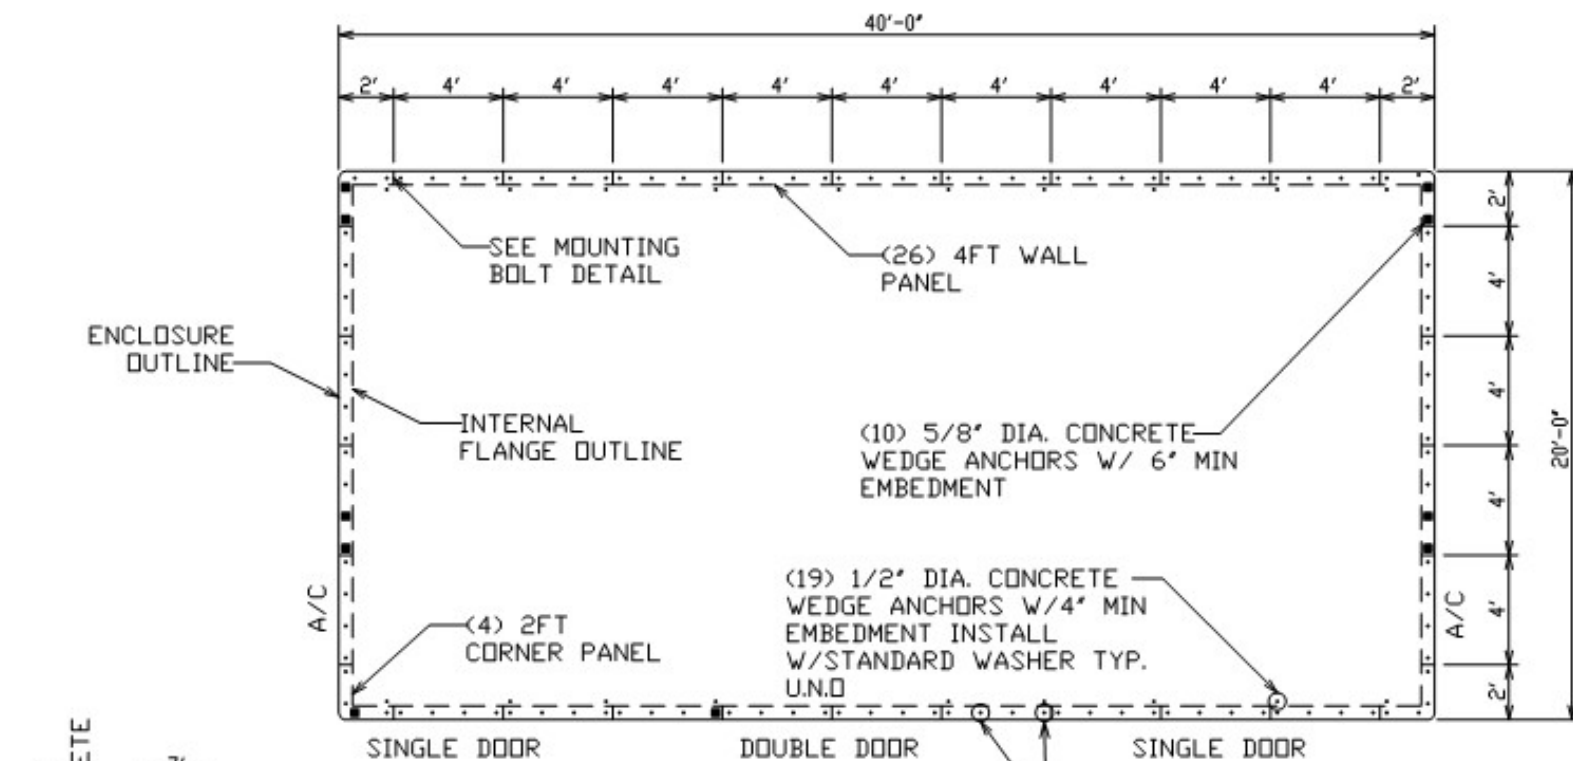 40'-0"
2' 4' 4' 4' 4' 4' 4' 4' 4' 4' 2'
SEE MOUNTING
BOLT DETAIL
(26) 4FT WALL
PANEL
2'
4'
4'
4'
4'
2'
20'-0"
ENCLOSURE
OUTLINE
INTERNAL
FLANGE OUTLINE
(10) 5/8" DIA. CONCRETE
WEDGE ANCHORS W/ 6" MIN
EMBEDMENT
(19) 1/2" DIA. CONCRETE
WEDGE ANCHORS W/4" MIN
EMBEDMENT INSTALL
W/STANDARD WASHER TYP.
U.N.O
A/C
(4) 2FT
CORNER PANEL
A/C
SINGLE DOOR
DOUBLE DOOR
SINGLE DOOR